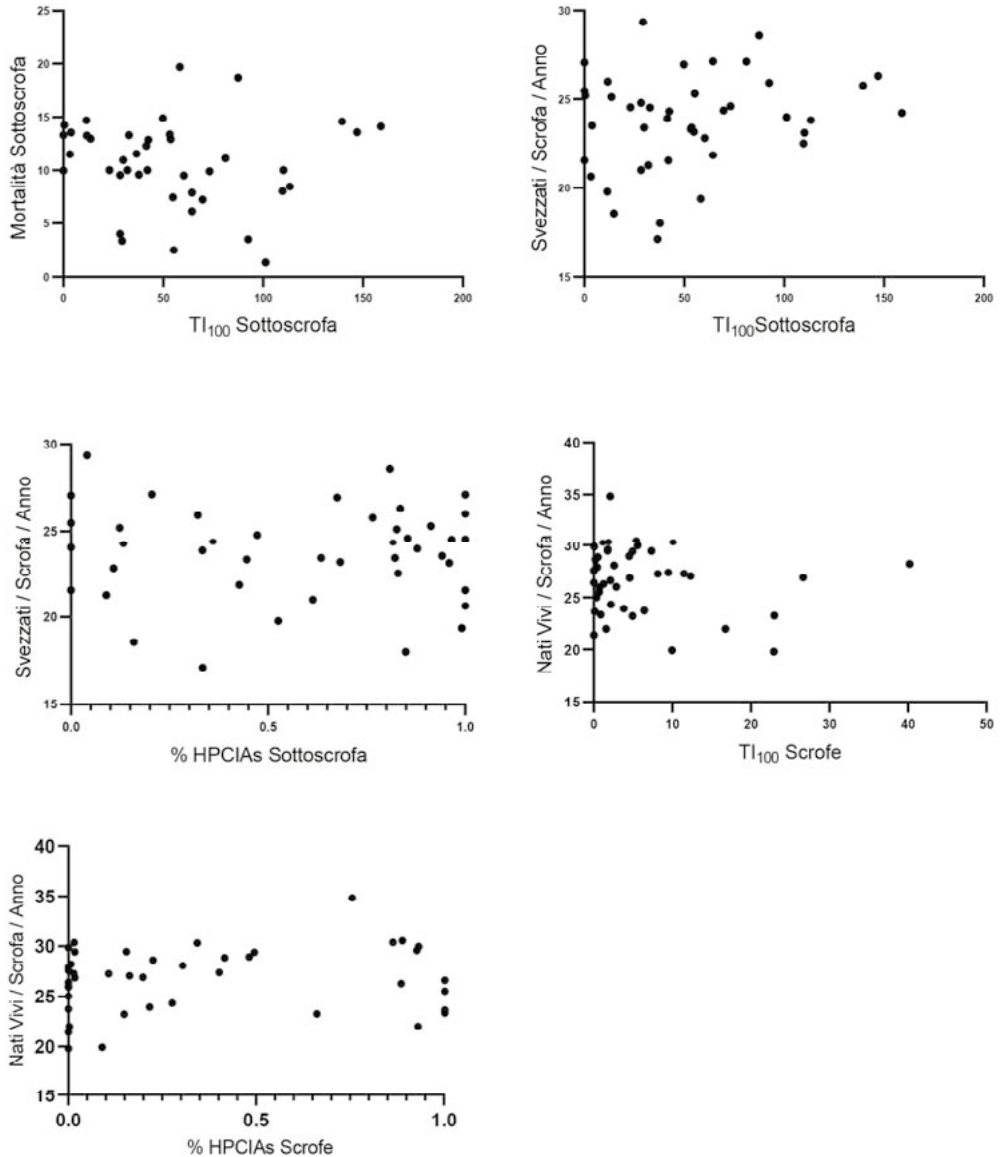 25
20
15
10
5
0
Mortalità Sottoscrofa
0 50 100 150 200
TI₁₀₀ Sottoscrofa
30
25
20
15
Svezzati / Scrofa / Anno
0 50 100 150 200
TI₁₀₀Sottoscrofa
30
25
20
15
Svezzati / Scrofa / Anno
0.0 0.5 1.0
% HPCIAs Sottoscrofa
40
35
30
25
20
15
Nati Vivi / Scrofa / Anno
0 10 20 30 40 50
TI₁₀₀ Scrofe
40
35
30
25
20
15
Nati Vivi / Scrofa / Anno
0.0 0.5 1.0
% HPCIAs Scrofe